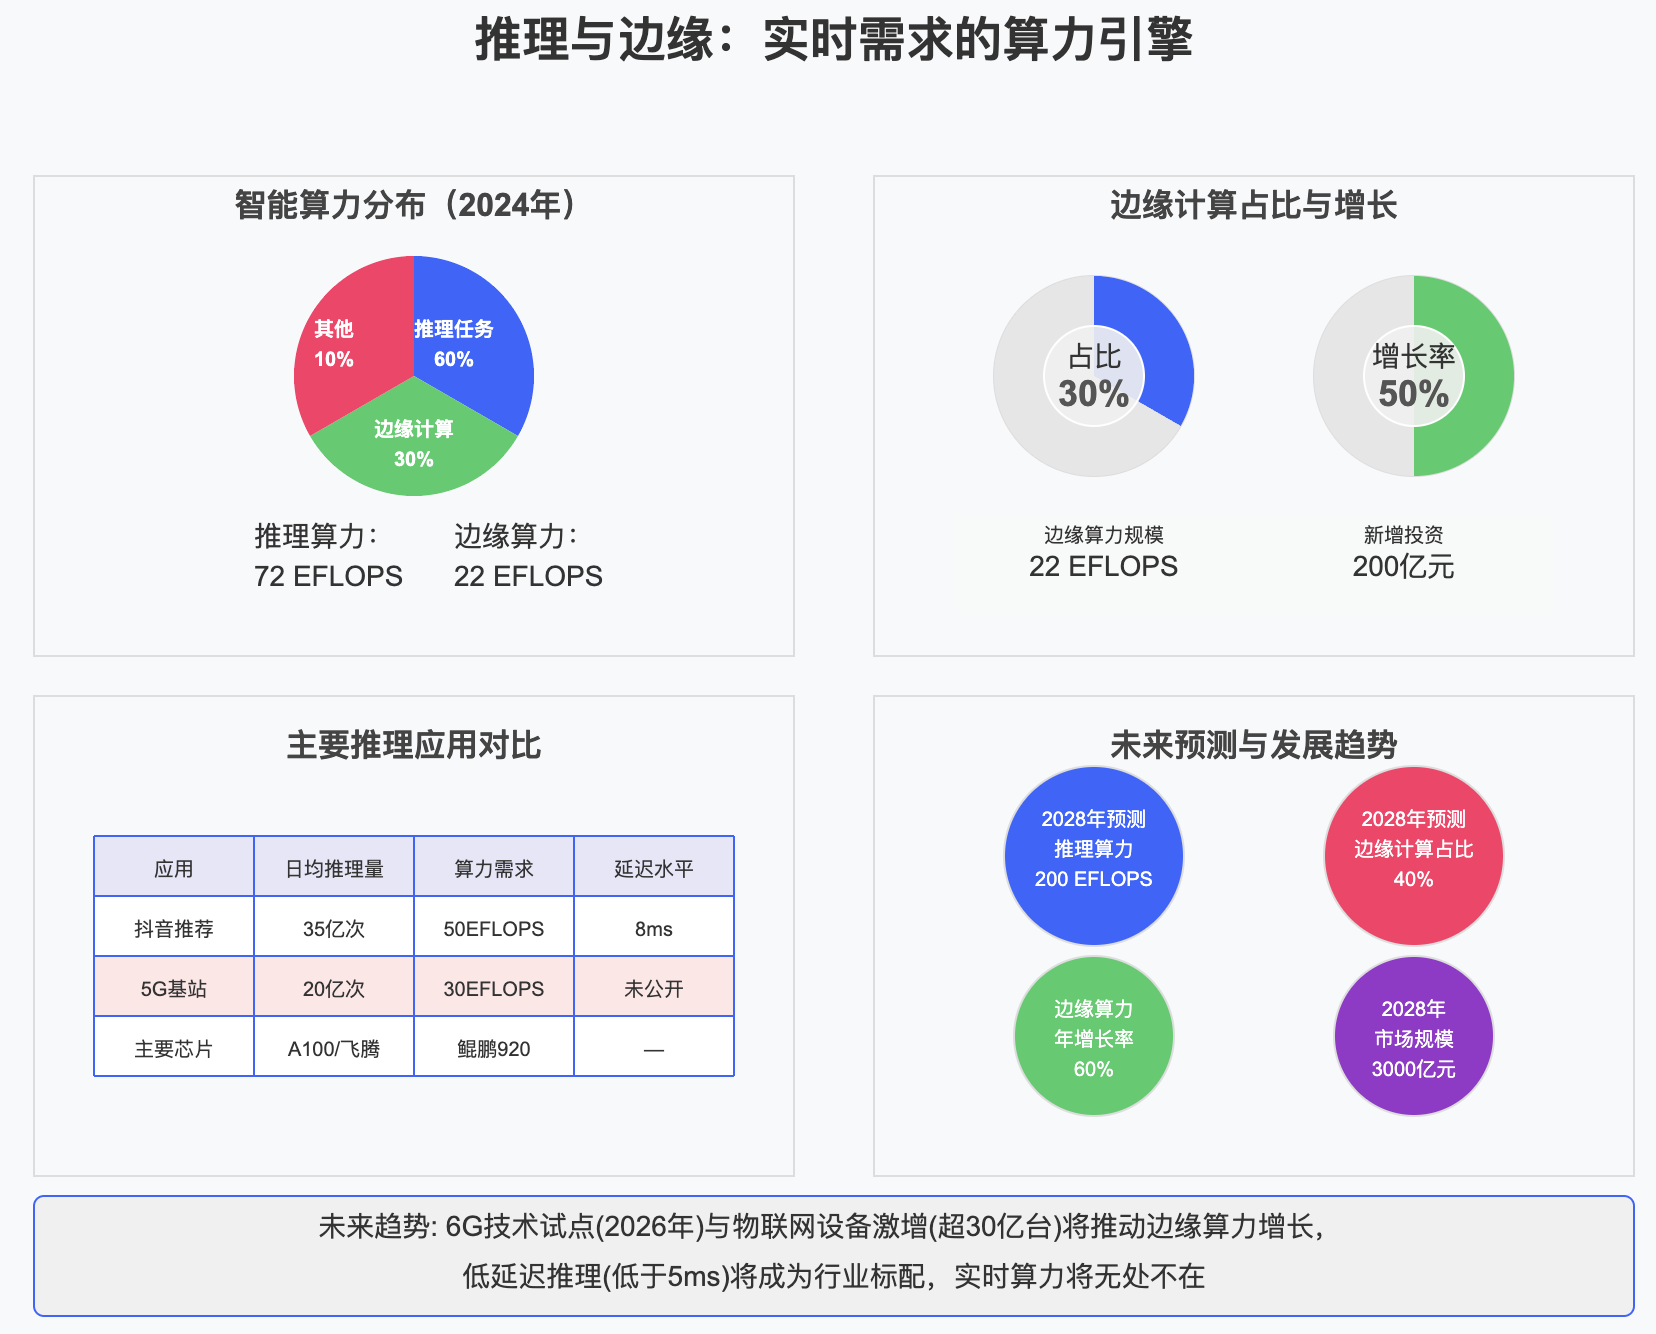 推理与边缘：实时需求的算力引擎
智能算力分布（2024年）
其他
10%
推理任务
60%
边缘计算
30%
推理算力：
72 EFLOPS
边缘算力：
22 EFLOPS
边缘计算占比与增长
占比
30%
增长率
50%
边缘算力规模
22 EFLOPS
新增投资
200亿元
主要推理应用对比
应用 日均推理量 算力需求 延迟水平
抖音推荐 35亿次 50EFLOPS 8ms
5G基站 20亿次 30EFLOPS 未公开
主要芯片 A100/飞腾 鲲鹏920 —
未来预测与发展趋势
2028年预测
推理算力
200 EFLOPS
2028年预测
边缘计算占比
40%
边缘算力
年增长率
60%
2028年
市场规模
3000亿元
未来趋势: 6G技术试点(2026年)与物联网设备激增(超30亿台)将推动边缘算力增长，
低延迟推理(低于5ms)将成为行业标配，实时算力将无处不在